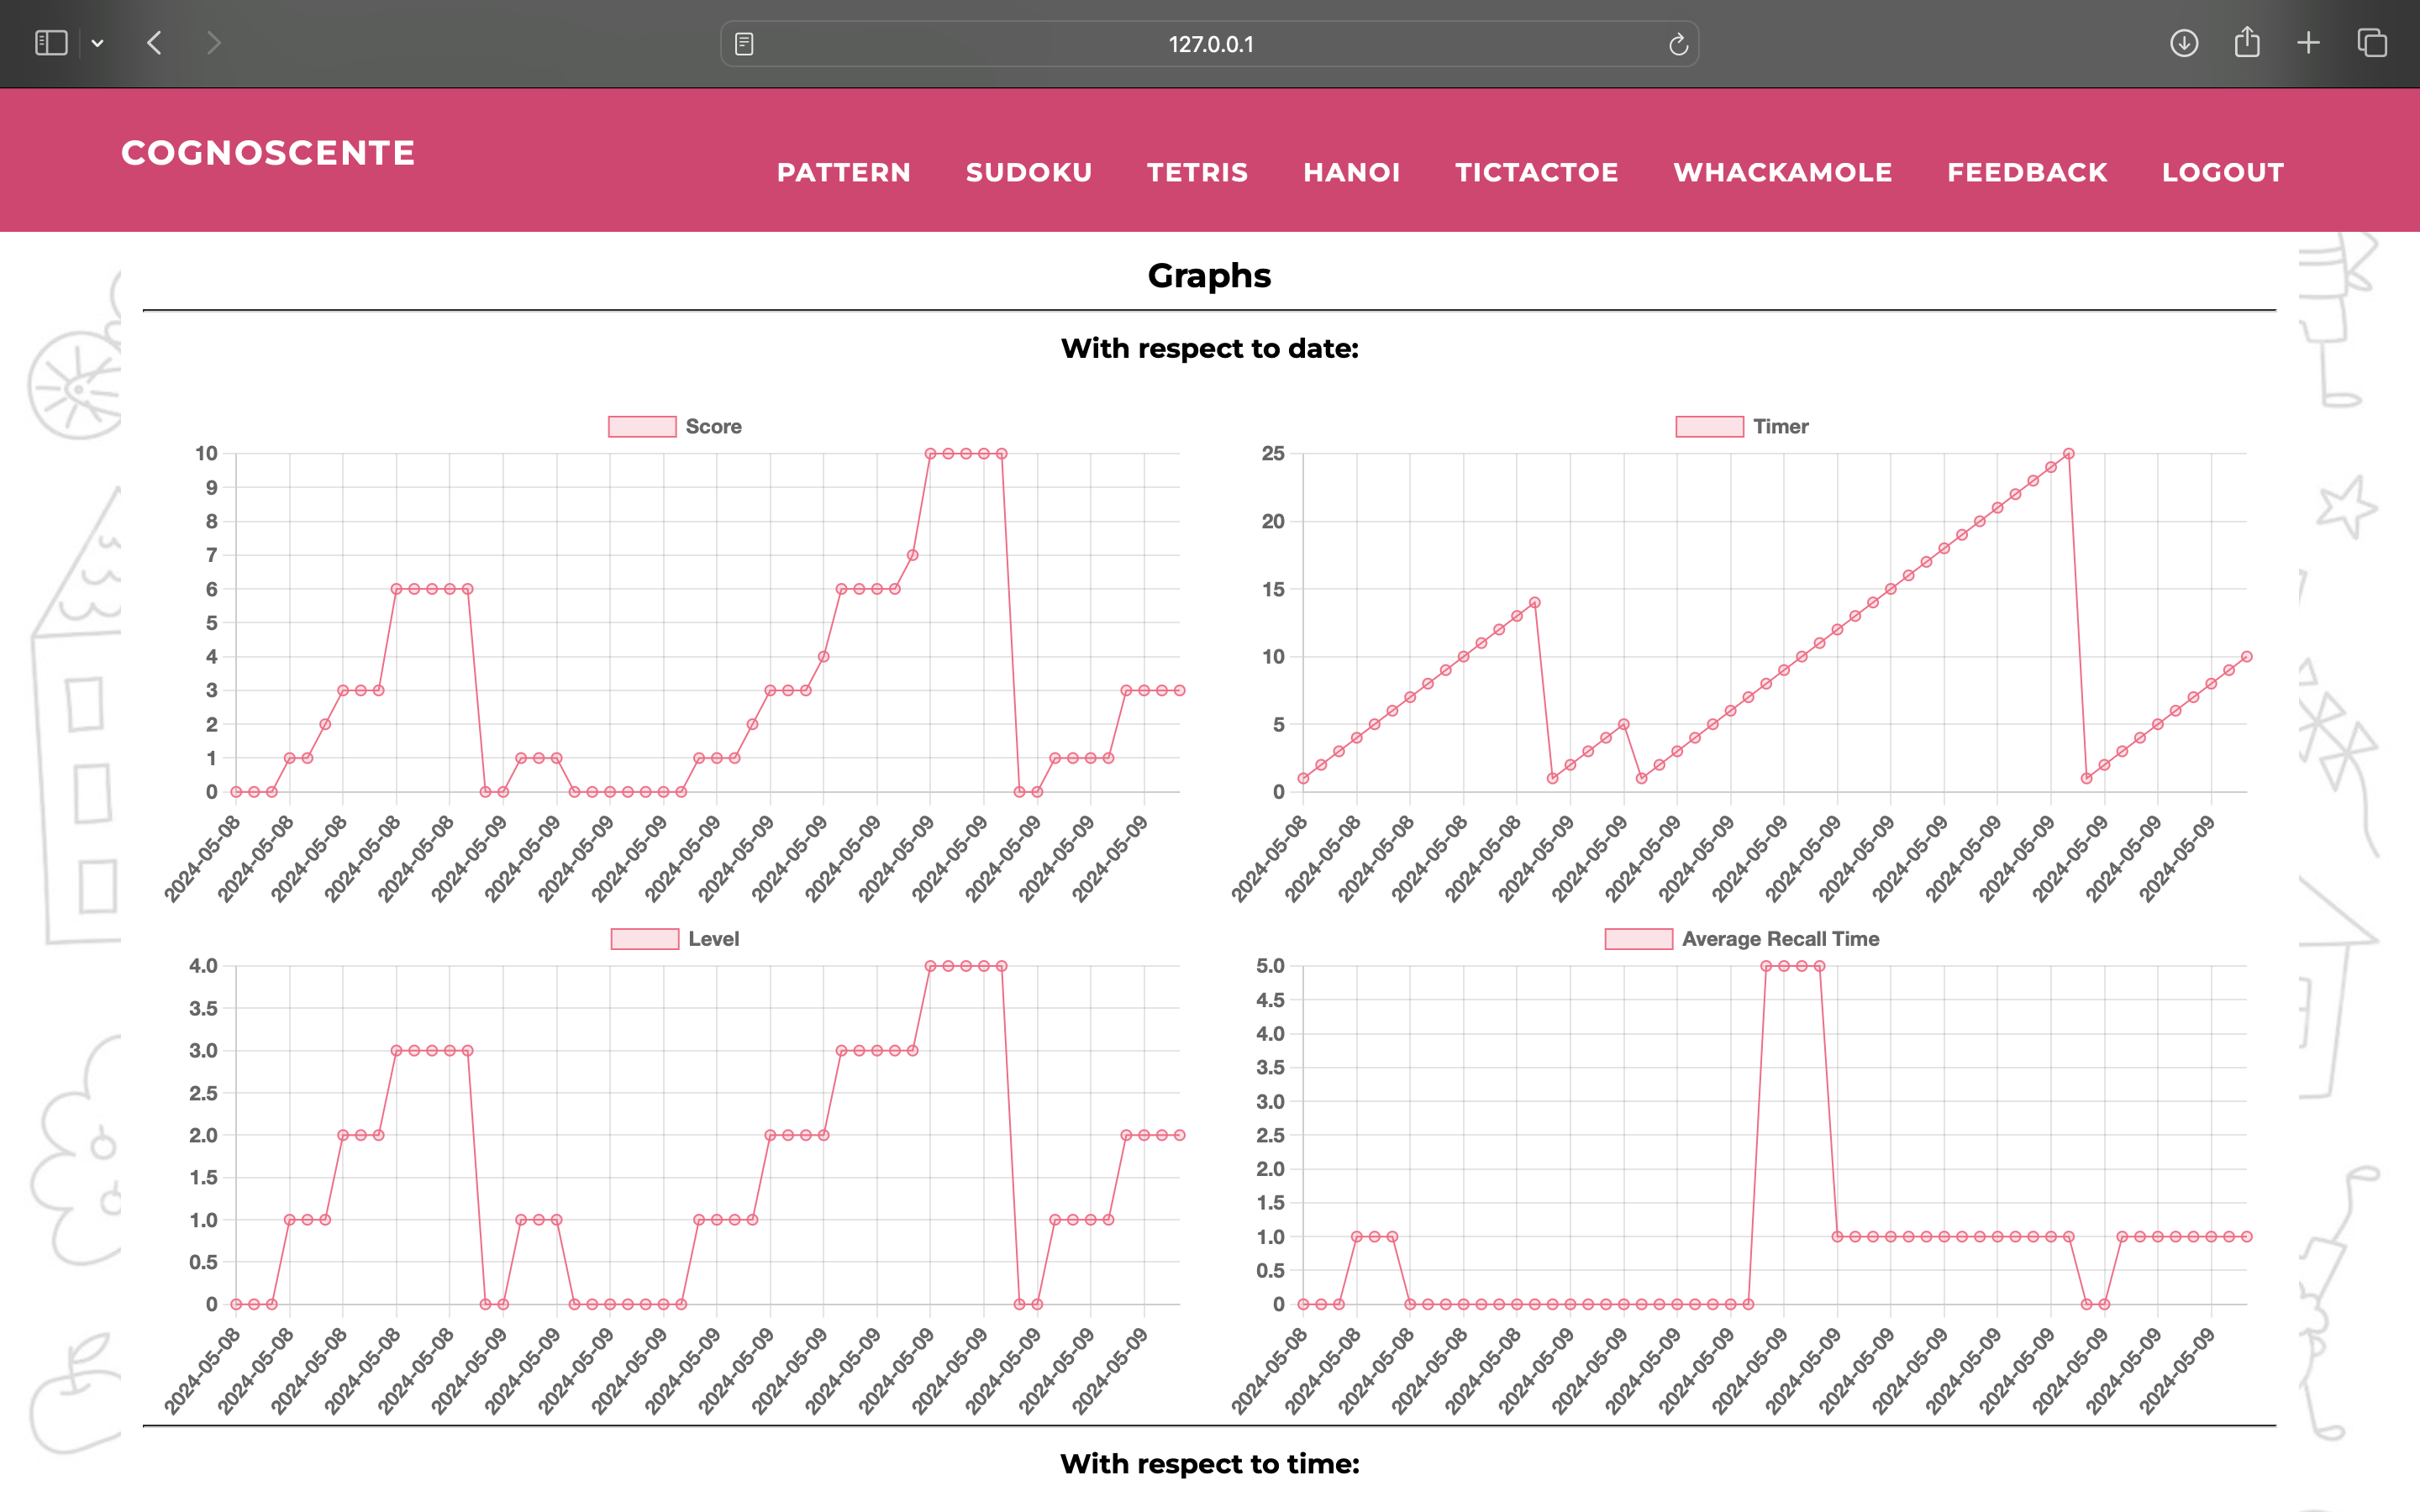 127.0.0.1
COGNOSCENTE
PATTERN SUDOKU TETRIS HANOI TICTACTOE WHACKAMOLE FEEDBACK LOGOUT
Graphs
With respect to date:
Score
10
9
8
7
6
5
4
3
2
1
0
2024-05-08 2024-05-08 2024-05-08 2024-05-08 2024-05-08 2024-05-09 2024-05-09 2024-05-09 2024-05-09 2024-05-09 2024-05-09 2024-05-09 2024-05-09 2024-05-09 2024-05-09 2024-05-09 2024-05-09 2024-05-09
Timer
25
20
15
10
5
0
2024-05-08 2024-05-08 2024-05-08 2024-05-08 2024-05-08 2024-05-09 2024-05-09 2024-05-09 2024-05-09 2024-05-09 2024-05-09 2024-05-09 2024-05-09 2024-05-09 2024-05-09 2024-05-09 2024-05-09 2024-05-09
Level
4.0
3.5
3.0
2.5
2.0
1.5
1.0
0.5
0
2024-05-08 2024-05-08 2024-05-08 2024-05-08 2024-05-08 2024-05-09 2024-05-09 2024-05-09 2024-05-09 2024-05-09 2024-05-09 2024-05-09 2024-05-09 2024-05-09 2024-05-09 2024-05-09 2024-05-09 2024-05-09
Average Recall Time
5.0
4.5
4.0
3.5
3.0
2.5
2.0
1.5
1.0
0.5
0
2024-05-08 2024-05-08 2024-05-08 2024-05-08 2024-05-08 2024-05-09 2024-05-09 2024-05-09 2024-05-09 2024-05-09 2024-05-09 2024-05-09 2024-05-09 2024-05-09 2024-05-09 2024-05-09 2024-05-09 2024-05-09
With respect to time: